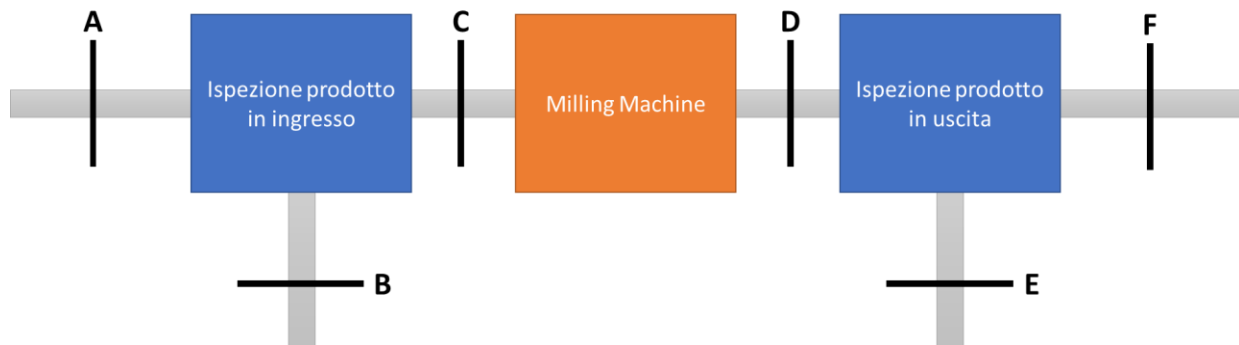 A
C
D
F
Ispezione prodotto
in ingresso
Milling Machine
Ispezione prodotto
in uscita
B
E